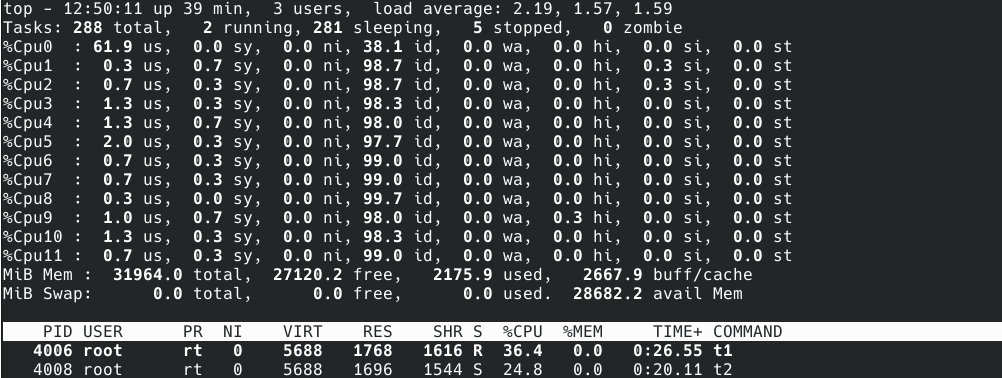 top - 12:50:11 up 39 min,  3 users,  load average: 2.19, 1.57, 1.59
Tasks: 288 total,   2 running, 281 sleeping,   5 stopped,   0 zombie
%Cpu0  : 61.9 us,  0.0 sy,  0.0 ni, 38.1 id,  0.0 wa,  0.0 hi,  0.0 si,  0.0 st
%Cpu1  :  0.3 us,  0.7 sy,  0.0 ni, 98.7 id,  0.0 wa,  0.0 hi,  0.3 si,  0.0 st
%Cpu2  :  0.7 us,  0.3 sy,  0.0 ni, 98.7 id,  0.0 wa,  0.0 hi,  0.3 si,  0.0 st
%Cpu3  :  1.3 us,  0.3 sy,  0.0 ni, 98.3 id,  0.0 wa,  0.0 hi,  0.0 si,  0.0 st
%Cpu4  :  1.3 us,  0.7 sy,  0.0 ni, 98.0 id,  0.0 wa,  0.0 hi,  0.0 si,  0.0 st
%Cpu5  :  2.0 us,  0.3 sy,  0.0 ni, 97.7 id,  0.0 wa,  0.0 hi,  0.0 si,  0.0 st
%Cpu6  :  0.7 us,  0.3 sy,  0.0 ni, 99.0 id,  0.0 wa,  0.0 hi,  0.0 si,  0.0 st
%Cpu7  :  0.7 us,  0.3 sy,  0.0 ni, 99.0 id,  0.0 wa,  0.0 hi,  0.0 si,  0.0 st
%Cpu8  :  0.3 us,  0.0 sy,  0.0 ni, 99.7 id,  0.0 wa,  0.0 hi,  0.0 si,  0.0 st
%Cpu9  :  1.0 us,  0.7 sy,  0.0 ni, 98.0 id,  0.0 wa,  0.3 hi,  0.0 si,  0.0 st
%Cpu10 :  1.3 us,  0.3 sy,  0.0 ni, 98.3 id,  0.0 wa,  0.0 hi,  0.0 si,  0.0 st
%Cpu11 :  0.7 us,  0.3 sy,  0.0 ni, 99.0 id,  0.0 wa,  0.0 hi,  0.0 si,  0.0 st
MiB Mem :  31964.0 total,  27120.2 free,   2175.9 used,   2667.9 buff/cache
MiB Swap:      0.0 total,      0.0 free,      0.0 used.  28682.2 avail Mem
PID USER      PR  NI    VIRT    RES    SHR S  %CPU  %MEM     TIME+ COMMAND
4006 root      rt   0    5688   1768   1616 R  36.4   0.0   0:26.55 t1
4008 root      rt   0    5688   1696   1544 S  24.8   0.0   0:20.11 t2